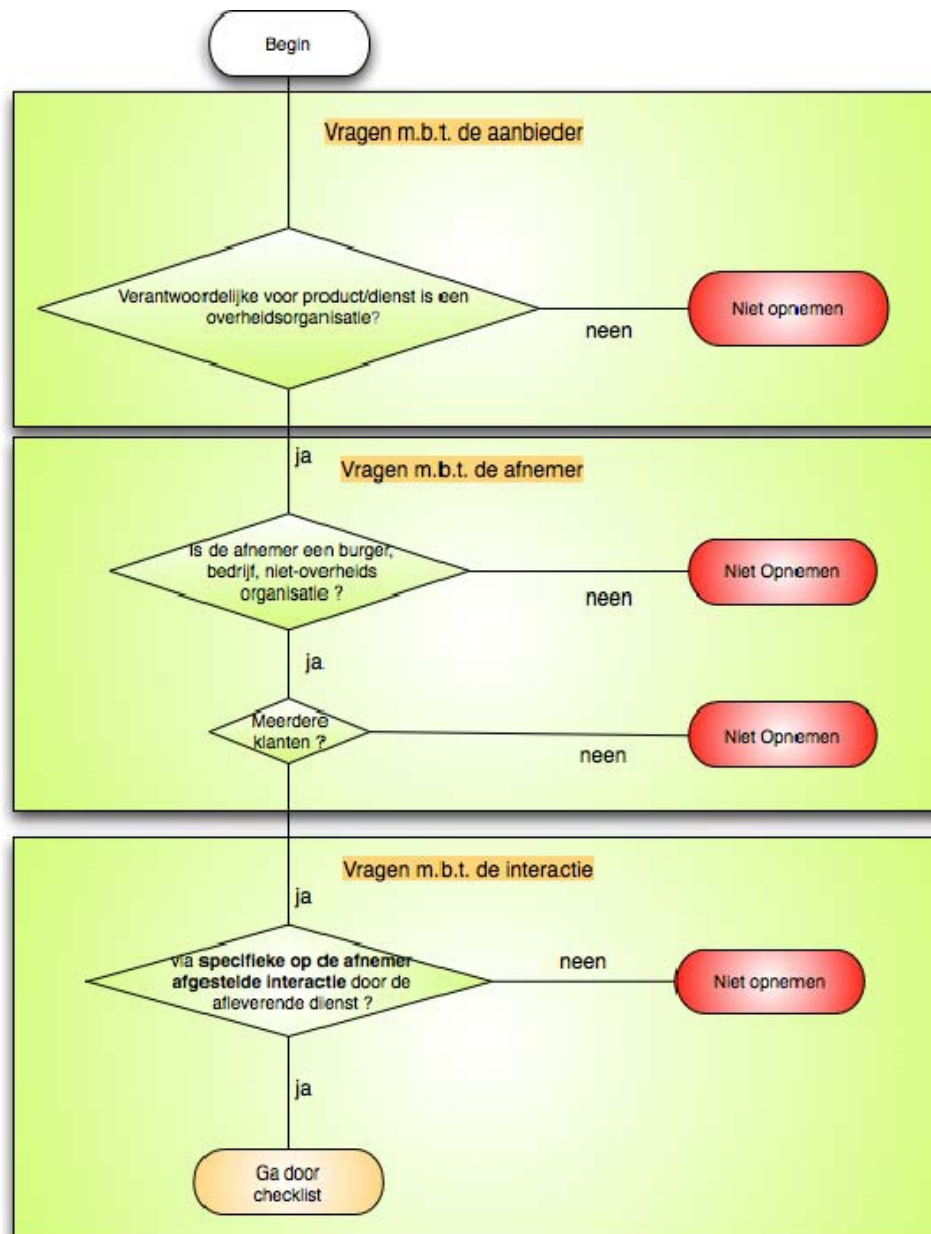 Begin
Vragen m.b.t. de aanbieder
Verantwoordelijke voor product/dienst is een
overheidsorganisatie?
neen
Niet opnemen
ja
Vragen m.b.t. de afnemer
Is de afnemer een burger,
bedrijf, niet-overheids
organisatie ?
neen
Niet Opnemen
ja
Meerdere
klanten ?
neen
Niet Opnemen
Vragen m.b.t. de interactie
ja
via specifieke op de afnemer
afgestelde interactie door de
afleverende dienst ?
neen
Niet opnemen
ja
Ga door
checklist